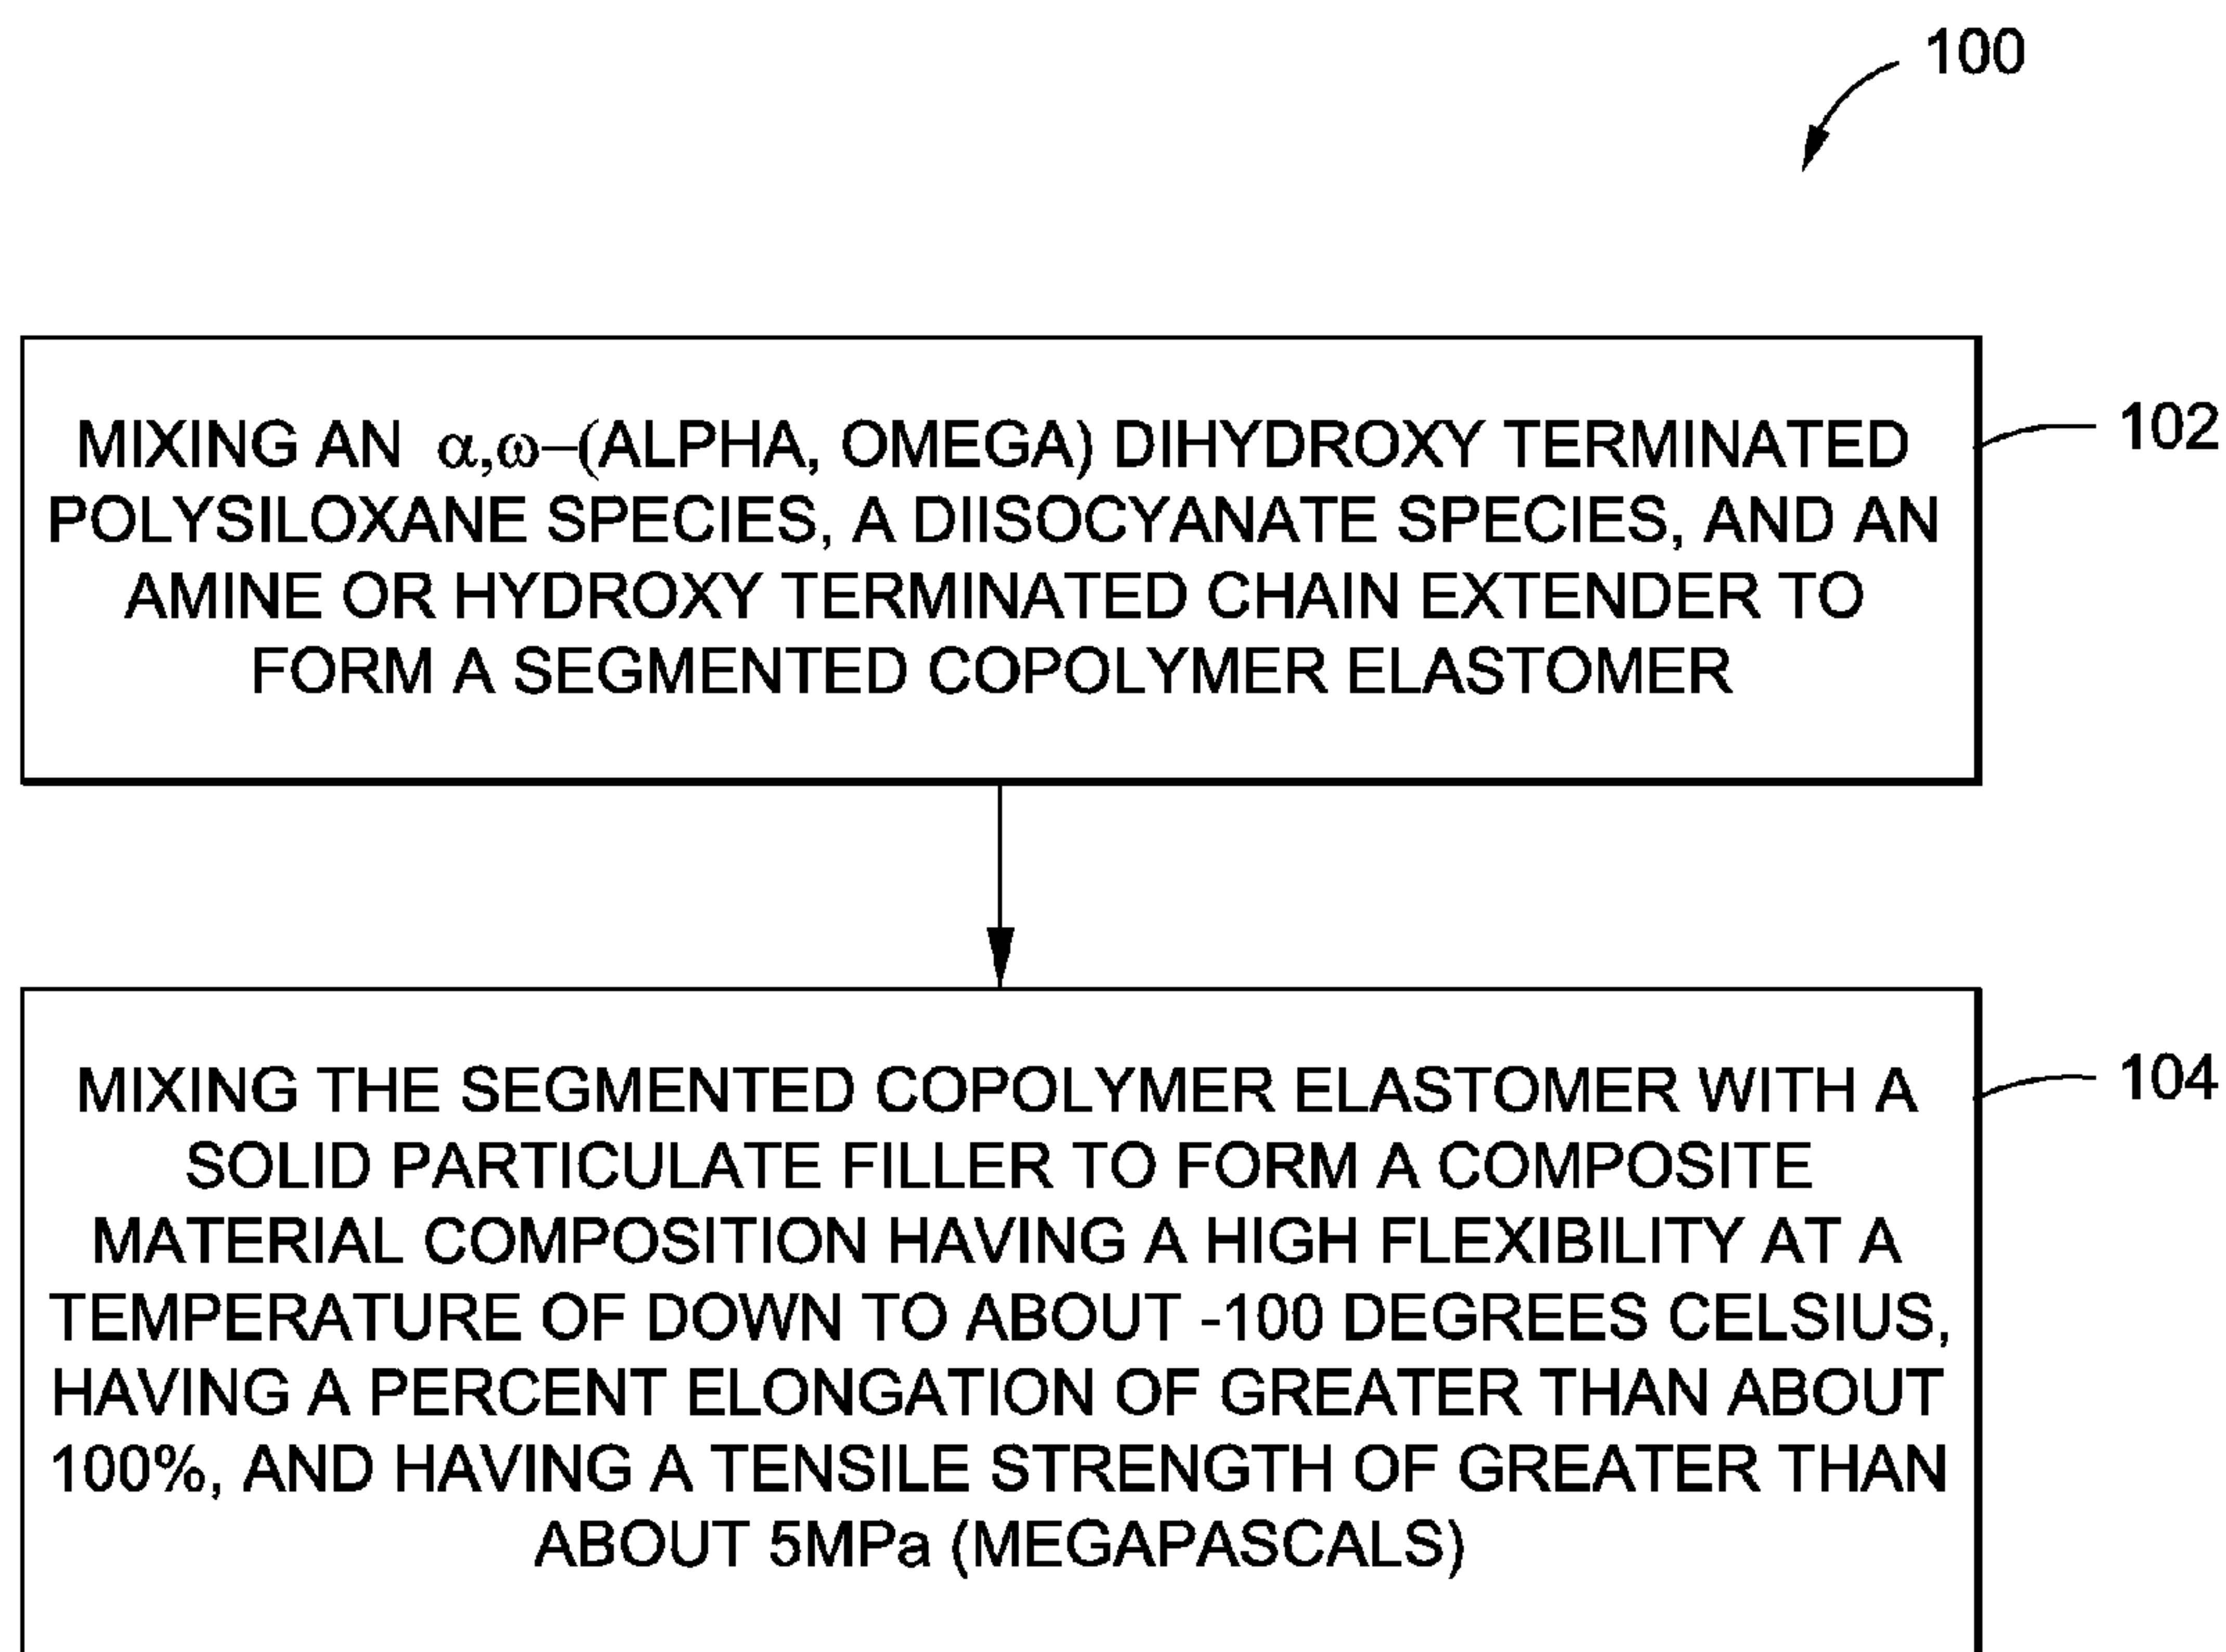 100
MIXING AN α,ω–(ALPHA, OMEGA) DIHYDROXY TERMINATED
POLYSILOXANE SPECIES, A DIISOCYANATE SPECIES, AND AN
AMINE OR HYDROXY TERMINATED CHAIN EXTENDER TO
FORM A SEGMENTED COPOLYMER ELASTOMER
102
MIXING THE SEGMENTED COPOLYMER ELASTOMER WITH A
SOLID PARTICULATE FILLER TO FORM A COMPOSITE
MATERIAL COMPOSITION HAVING A HIGH FLEXIBILITY AT A
TEMPERATURE OF DOWN TO ABOUT -100 DEGREES CELSIUS,
HAVING A PERCENT ELONGATION OF GREATER THAN ABOUT
100%, AND HAVING A TENSILE STRENGTH OF GREATER THAN
ABOUT 5MPa (MEGAPASCALS)
104